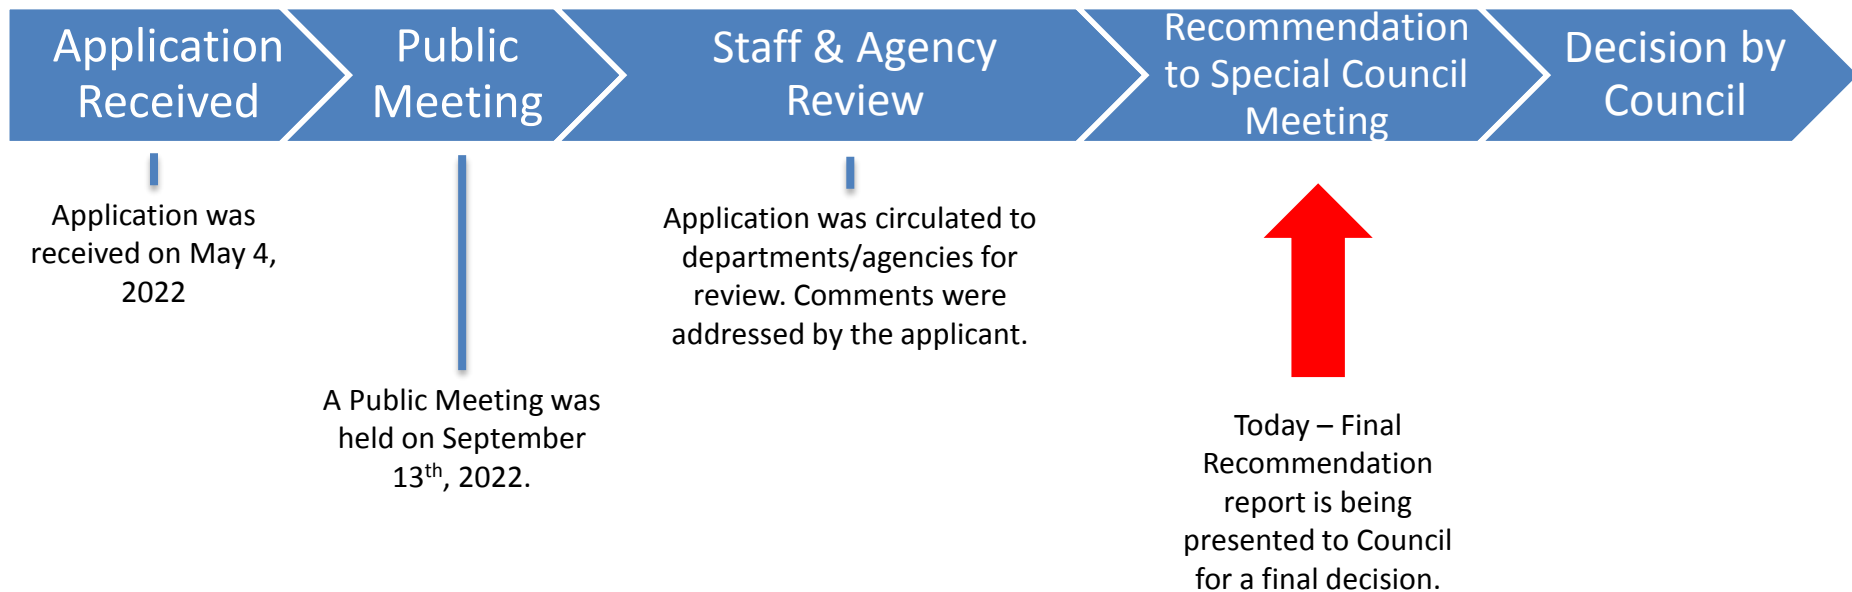 Application
Received
Public
Meeting
Staff & Agency
Review
Recommendation
to Special Council
Meeting
Decision by
Council
Application was
received on May 4,
2022
A Public Meeting was
held on September
13th, 2022.
Application was circulated to
departments/agencies for
review. Comments were
addressed by the applicant.
Today – Final
Recommendation
report is being
presented to Council
for a final decision.